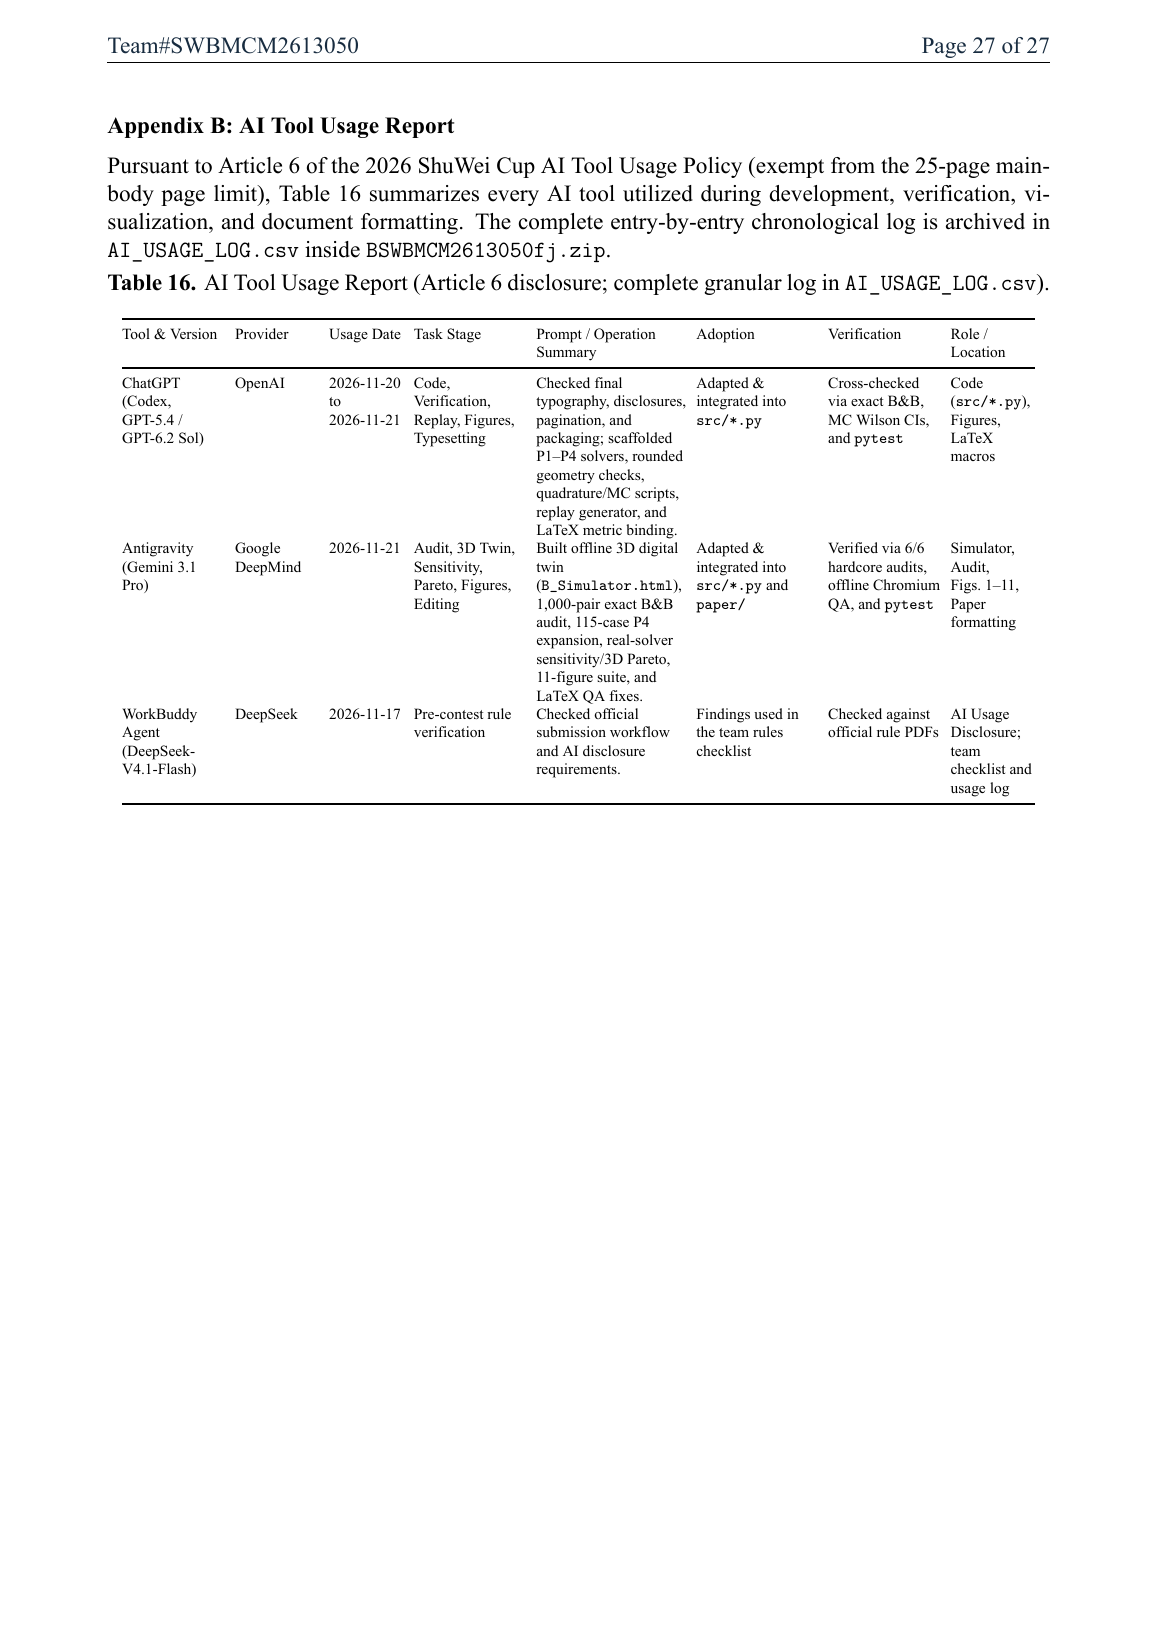 Team#SWBMCM2613050 Page 27 of 27
Appendix B: AI Tool Usage Report
Pursuant to Article 6 of the 2026 ShuWei Cup AI Tool Usage Policy (exempt from the 25-page main-
body page limit), Table 16 summarizes every AI tool utilized during development, verification, vi-
sualization, and document formatting. The complete entry-by-entry chronological log is archived in
AI_USAGE_LOG.csv inside BSWBMCM2613050fj.zip.
Table 16. AI Tool Usage Report (Article 6 disclosure; complete granular log in AI_USAGE_LOG.csv).
Tool & Version Provider Usage Date Task Stage Prompt / Operation Adoption Verification Role /
Summary Location
ChatGPT OpenAI 2026-11-20 Code, Checked final Adapted & Cross-checked Code
(Codex, to Verification, typography, disclosures, integrated into via exact B&B, (src/*.py),
GPT-5.4 / 2026-11-21 Replay, Figures, pagination, and src/*.py MC Wilson CIs, Figures,
GPT-6.2 Sol) Typesetting packaging; scaffolded and pytest LaTeX
P1–P4 solvers, rounded macros
geometry checks,
quadrature/MC scripts,
replay generator, and
LaTeX metric binding.
Antigravity Google 2026-11-21 Audit, 3D Twin, Built offline 3D digital Adapted & Verified via 6/6 Simulator,
(Gemini 3.1 DeepMind Sensitivity, twin integrated into hardcore audits, Audit,
Pro) Pareto, Figures, (B_Simulator.html), src/*.py and offline Chromium Figs. 1–11,
Editing 1,000-pair exact B&B paper/ QA, and pytest Paper
audit, 115-case P4 formatting
expansion, real-solver
sensitivity/3D Pareto,
11-figure suite, and
LaTeX QA fixes.
WorkBuddy DeepSeek 2026-11-17 Pre-contest rule Checked official Findings used in Checked against AI Usage
Agent verification submission workflow the team rules official rule PDFs Disclosure;
(DeepSeek- and AI disclosure checklist team
V4.1-Flash) requirements. checklist and
usage log